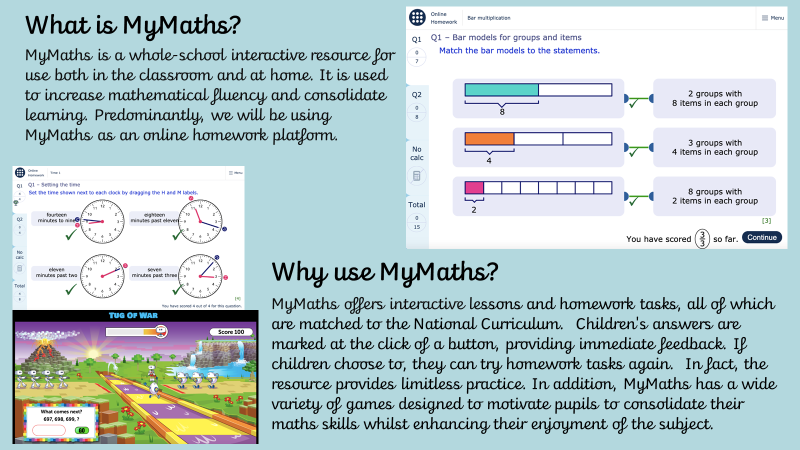 What is MyMaths?
MyMaths is a whole-school interactive resource for
use both in the classroom and at home. It is used
to increase mathematical fluency and consolidate
learning. Predominantly, we will be using
MyMaths as an online homework platform.
Online
Homework
Bar multiplication
Menu
Q1
0
7
Q2
0
8
No
calc
Total
0
15
Q1 – Bar models for groups and items
Match the bar models to the statements.
8
2 groups with
8 items in each group
4
3 groups with
4 items in each group
2
8 groups with
2 items in each group
[3]
You have scored 3/3 so far.
Continue
Online
Homework
Menu
Q1
Q2
No
calc
Total
Q1 – Setting the time
Set the time shown next to each clock by dragging the H and M labels.
fourteen
minutes to nine
eighteen
minutes past eleven
eleven
minutes past two
seven
minutes past three
[4]
You have scored 4 out of 4 for this question.
Tug Of War
Score 100
What comes next?
697, 698, 699, ?
GO
Why use MyMaths?
MyMaths offers interactive lessons and homework tasks, all of which
are matched to the National Curriculum.  Children's answers are
marked at the click of a button, providing immediate feedback. If
children choose to, they can try homework tasks again.  In fact, the
resource provides limitless practice. In addition, MyMaths has a wide
variety of games designed to motivate pupils to consolidate their
maths skills whilst enhancing their enjoyment of the subject.